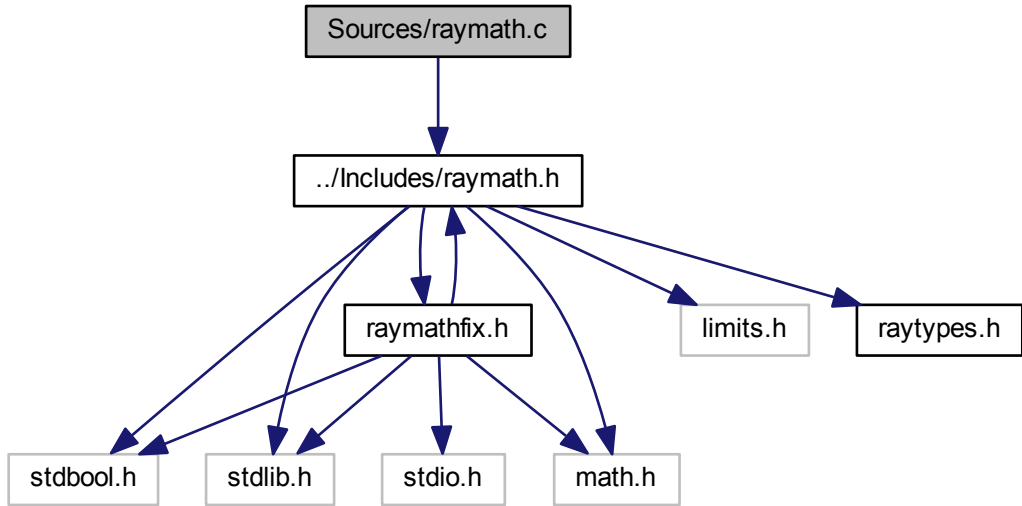 Sources/raymath.c
../Includes/raymath.h
raymathfix.h
limits.h
raytypes.h
stdbool.h
stdlib.h
stdio.h
math.h